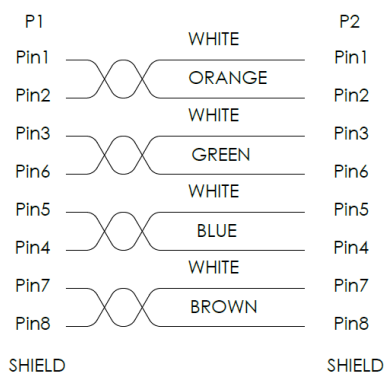 P1 P2
WHITE
Pin1 Pin1
ORANGE
Pin2 Pin2
WHITE
Pin3 Pin3
GREEN
Pin6 Pin6
WHITE
Pin5 Pin5
BLUE
Pin4 Pin4
WHITE
Pin7 Pin7
BROWN
Pin8 Pin8
SHIELD SHIELD